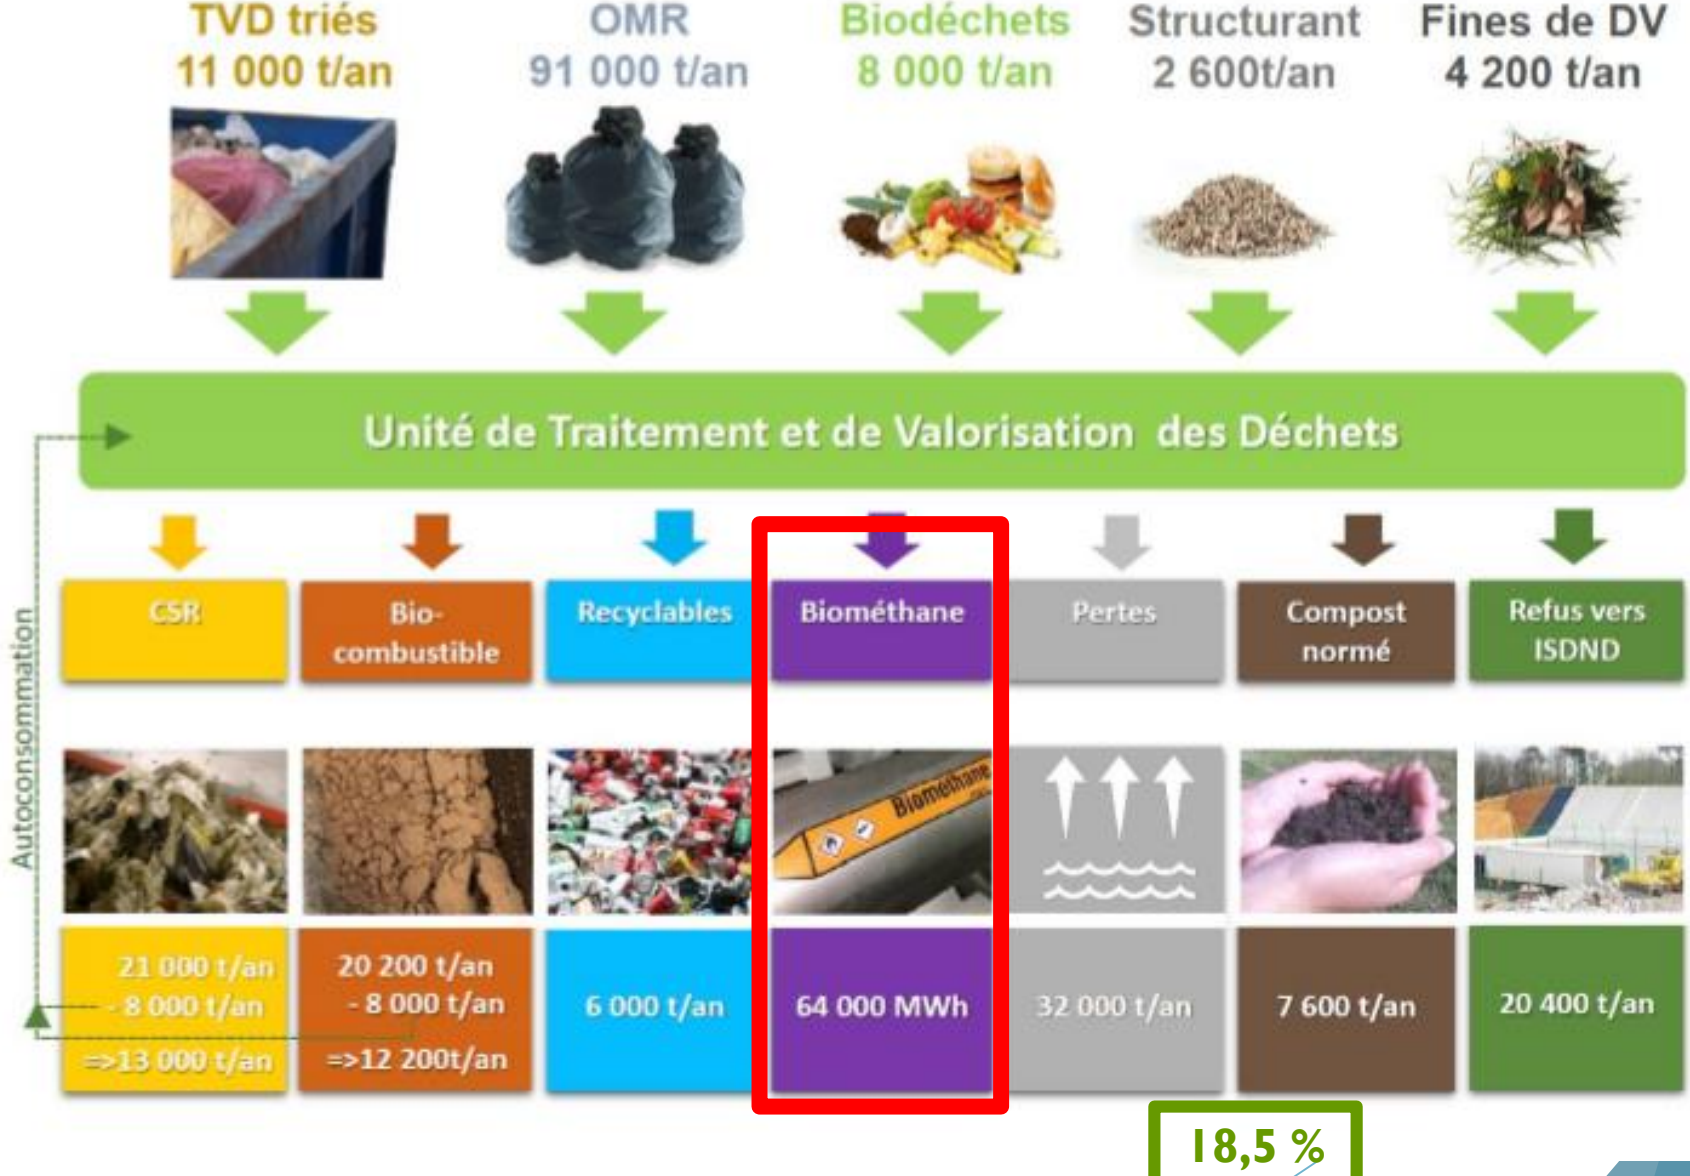 TVD triés
11 000 t/an
OMR
91 000 t/an
Biodéchets
8 000 t/an
Structurant
2 600t/an
Fines de DV
4 200 t/an
Unité de Traitement et de Valorisation des Déchets
Autoconsommation
CSR
Bio-
combustible
Recyclables
Biométhane
Pertes
Compost
normé
Refus vers
ISDND
Biométhane
21 000 t/an
- 8 000 t/an
=>13 000 t/an
20 200 t/an
- 8 000 t/an
=>12 200t/an
6 000 t/an
64 000 MWh
32 000 t/an
7 600 t/an
20 400 t/an
18,5 %